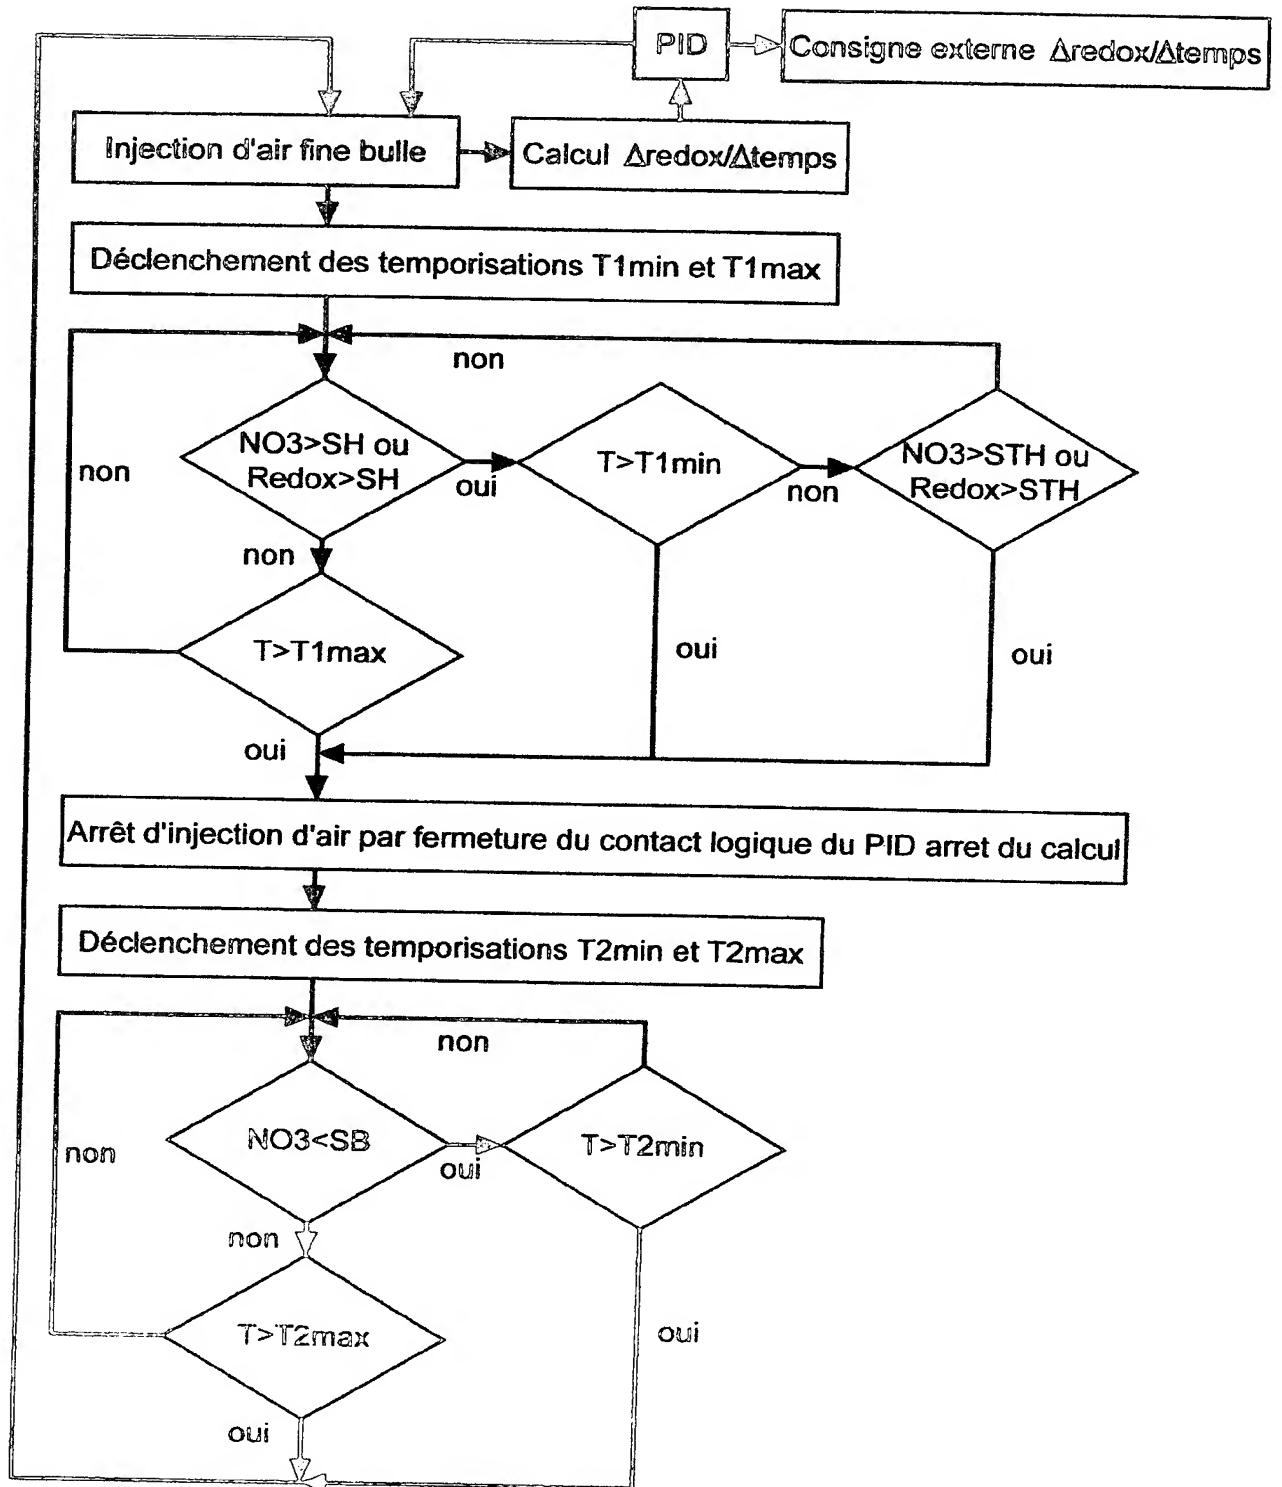 PID
Consigne externe Δredox/Δtemps
Injection d'air fine bulle
Calcul Δredox/Δtemps
Déclenchement des temporisations T1min et T1max
non
non
NO3>SH ou
Redox>SH
oui
T>T1min
non
NO3>STH ou
Redox>STH
non
T>T1max
oui
oui
oui
Arrêt d'injection d'air par fermeture du contact logique du PID arret du calcul
Déclenchement des temporisations T2min et T2max
non
non
NO3<SB
oui
T>T2min
non
T>T2max
oui
oui